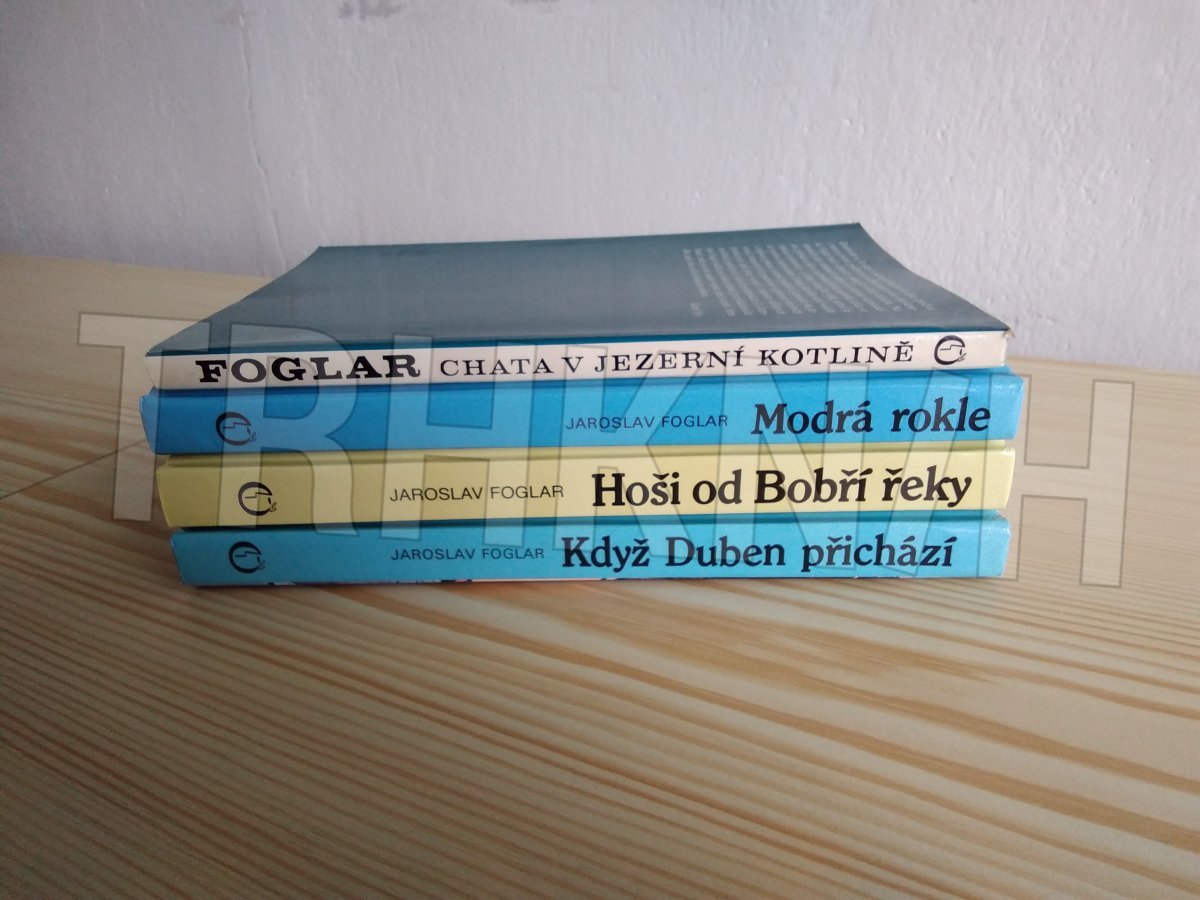 FOGLAR CHATA V JEZERNÍ KOTLINĚ
JAROSLAV FOGLAR Modrá rokle
JAROSLAV FOGLAR Hoši od Bobří řeky
JAROSLAV FOGLAR Když Duben přichází
TRHKNIH